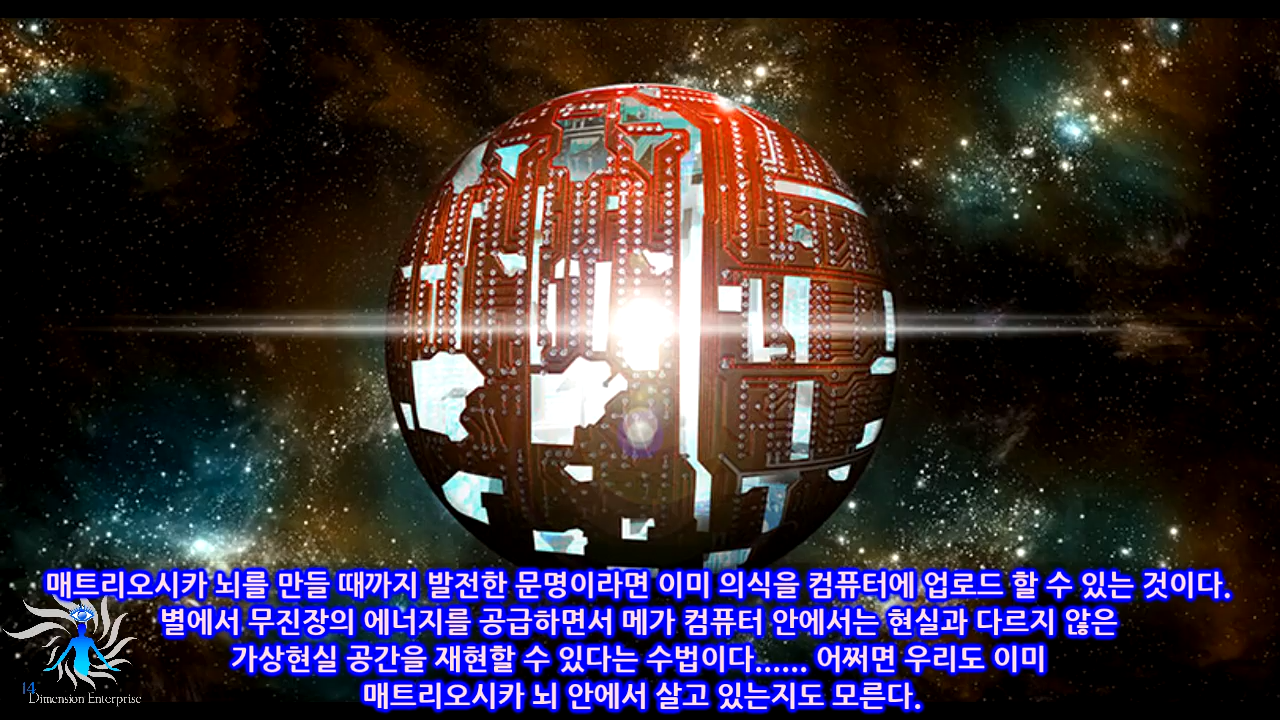 매트리오시카 뇌를 만들 때까지 발전한 문명이라면 이미 의식을 컴퓨터에 업로드 할 수 있는 것이다.
별에서 무진장의 에너지를 공급하면서 메가 컴퓨터 안에서는 현실과 다르지 않은
가상현실 공간을 재현할 수 있다는 수법이다...... 어쩌면 우리도 이미
매트리오시카 뇌 안에서 살고 있는지도 모른다.
14
Dimension Enterprise